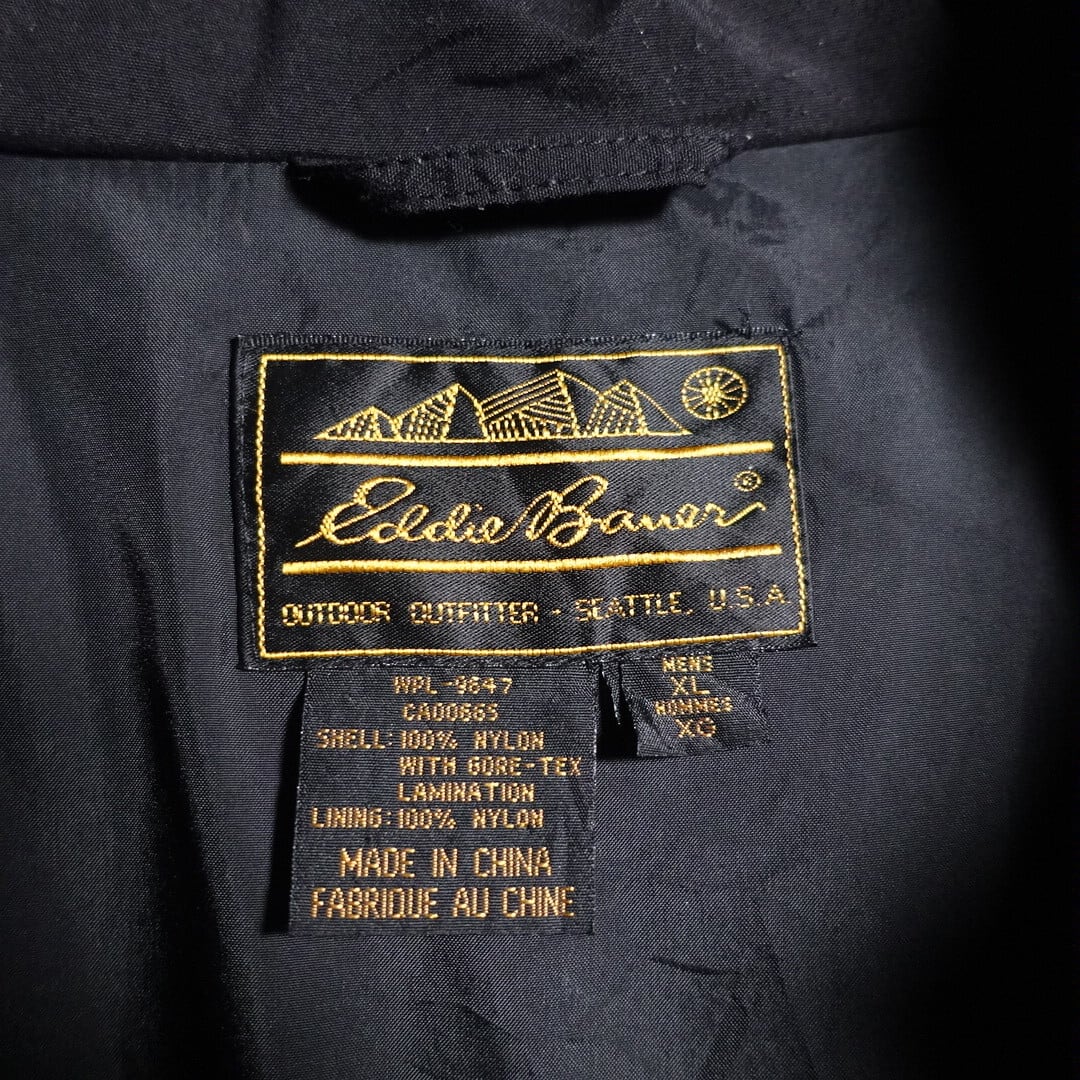 Eddie Bauer®
OUTDOOR OUTFITTER - SEATTLE, U.S.A.
WPL-9647
CA00665
SHELL: 100% NYLON
WITH GORE-TEX
LAMINATION
LINING: 100% NYLON
MADE IN CHINA
FABRIQUE AU CHINE
MENS
XL
HOMMES
XG